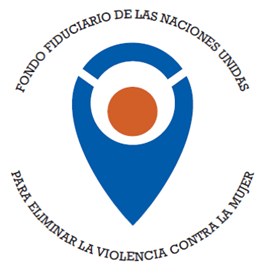 FONDO FIDUCIARIO DE LAS NACIONES UNIDAS
PARA ELIMINAR LA VIOLENCIA CONTRA LA MUJER